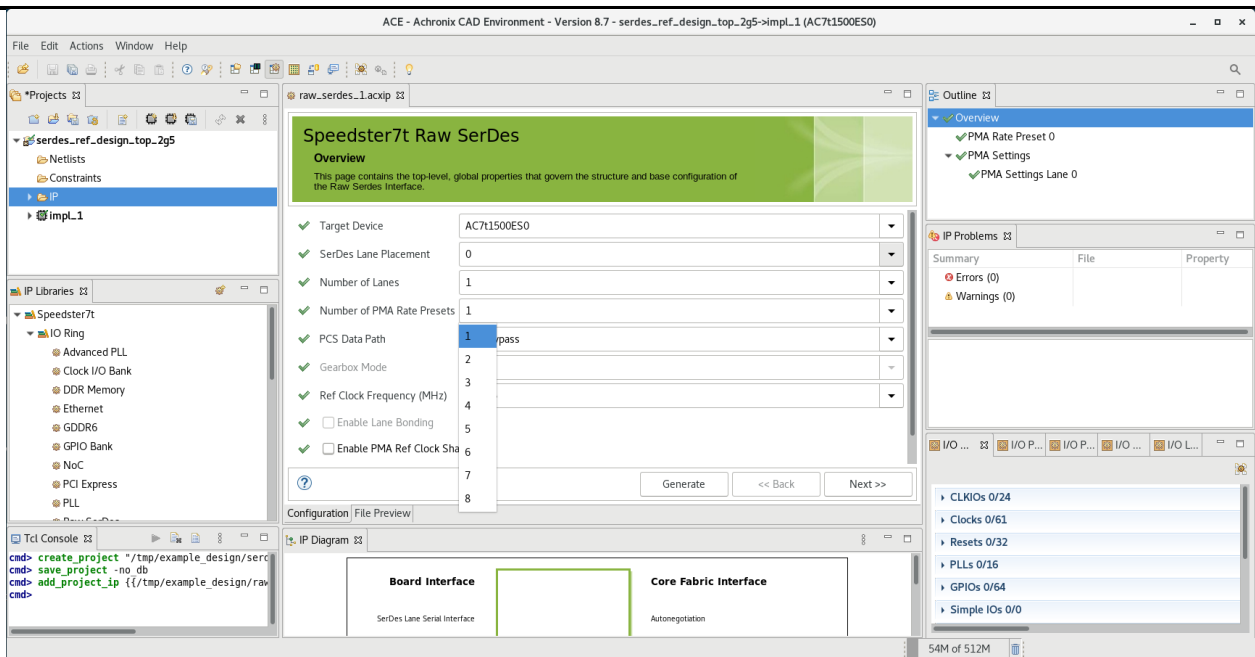 ACE - Achronix CAD Environment - Version 8.7 - serdes_ref_design_top_2g5->impl_1 (AC7t1500ES0)
File Edit Actions Window Help
*Projects
serdes_ref_design_top_2g5
Netlists
Constraints
IP
impl_1
IP Libraries
Speedster7t
IO Ring
Advanced PLL
Clock I/O Bank
DDR Memory
Ethernet
GDDR6
GPIO Bank
NoC
PCI Express
PLL
Tcl Console
cmd> create_project "/tmp/example_design/serd
cmd> save_project -no_db
cmd> add_project_ip {{/tmp/example_design/raw
cmd>
raw_serdes_1.acxip
Speedster7t Raw SerDes
Overview
This page contains the top-level, global properties that govern the structure and base configuration of
the Raw Serdes Interface.
Target Device AC7t1500ES0
SerDes Lane Placement 0
Number of Lanes 1
Number of PMA Rate Presets 1
PCS Data Path ypass
Gearbox Mode
Ref Clock Frequency (MHz)
Enable Lane Bonding
Enable PMA Ref Clock Sha
1
2
3
4
5
6
7
8
Generate << Back Next >>
Configuration File Preview
IP Diagram
Board Interface Core Fabric Interface
SerDes Lane Serial Interface Autonegotiation
Outline
Overview
PMA Rate Preset 0
PMA Settings
PMA Settings Lane 0
IP Problems
Summary File Property
Errors (0)
Warnings (0)
I/O ... I/O P... I/O P... I/O ... I/O L...
CLKIOs 0/24
Clocks 0/61
Resets 0/32
PLLs 0/16
GPIOs 0/64
Simple IOs 0/0
54M of 512M